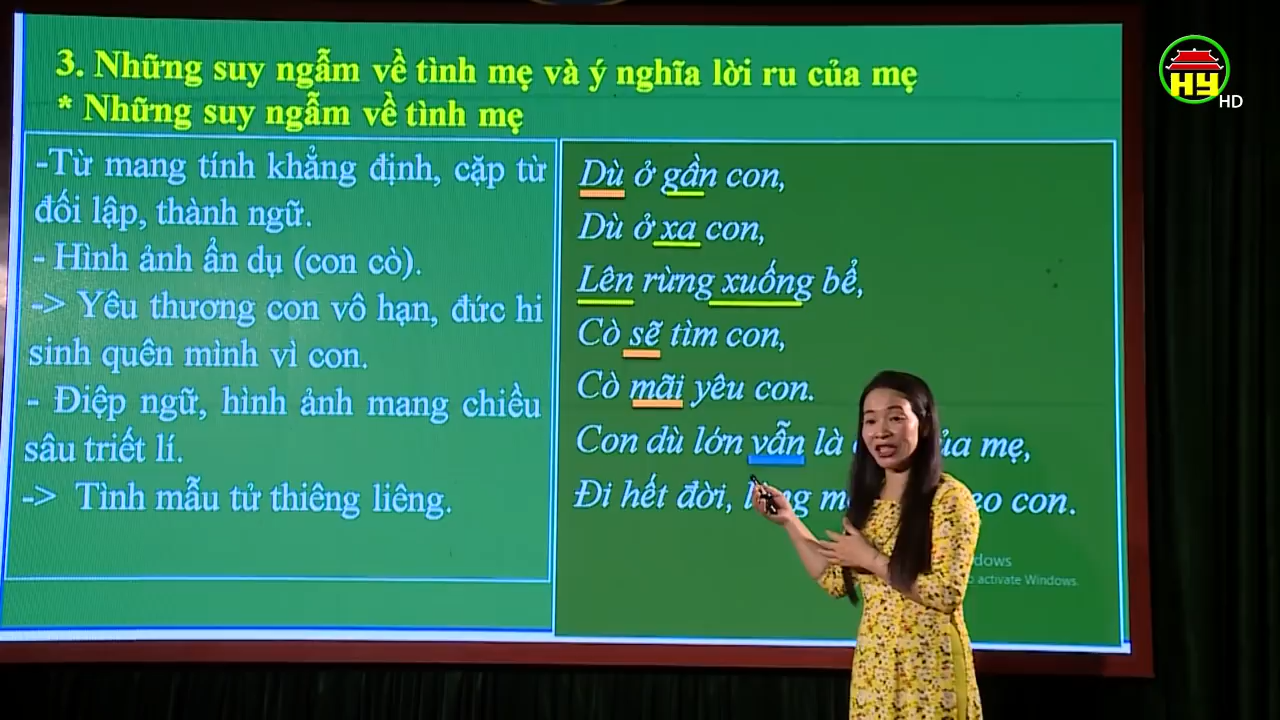 3. Những suy ngẫm về tình mẹ và ý nghĩa lời ru của mẹ
* Những suy ngẫm về tình mẹ
-Từ mang tính khẳng định, cặp từ
đối lập, thành ngữ.
- Hình ảnh ẩn dụ (con cò).
-> Yêu thương con vô hạn, đức hi
sinh quên mình vì con.
- Điệp ngữ, hình ảnh mang chiều
sâu triết lí.
-> Tình mẫu tử thiêng liêng.
Dù ở gần con,
Dù ở xa con,
Lên rừng xuống bể,
Cò sẽ tìm con,
Cò mãi yêu con.
Con dù lớn vẫn là của mẹ,
Đi hết đời, con.
activate Windows.
HY
HD